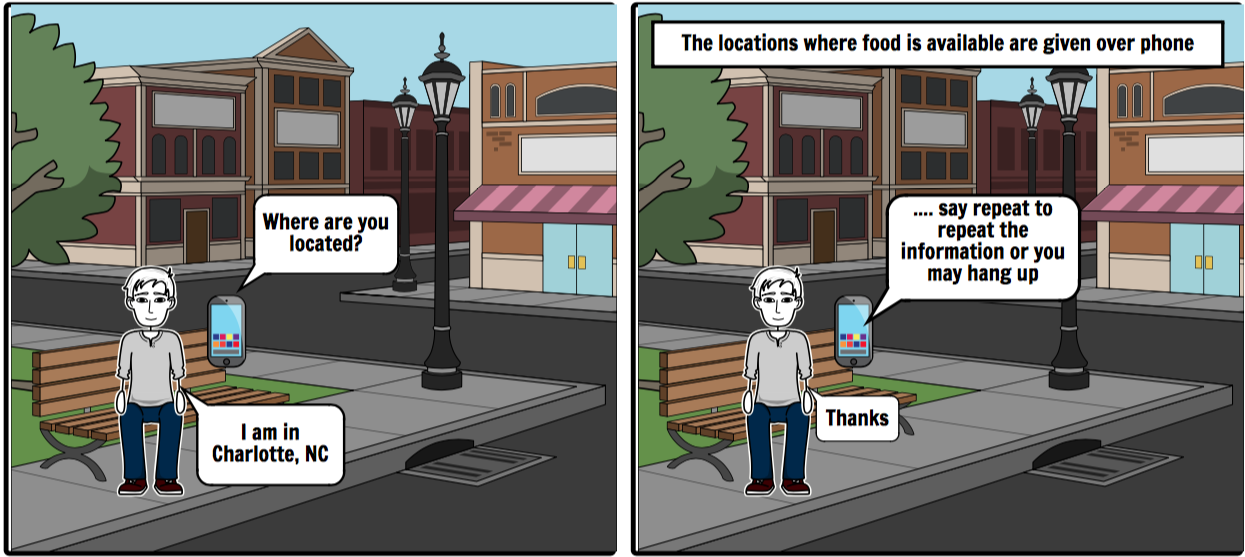 Where are you
located?
I am in
Charlotte, NC
The locations where food is available are given over phone
.... say repeat to
repeat the
information or you
may hang up
Thanks